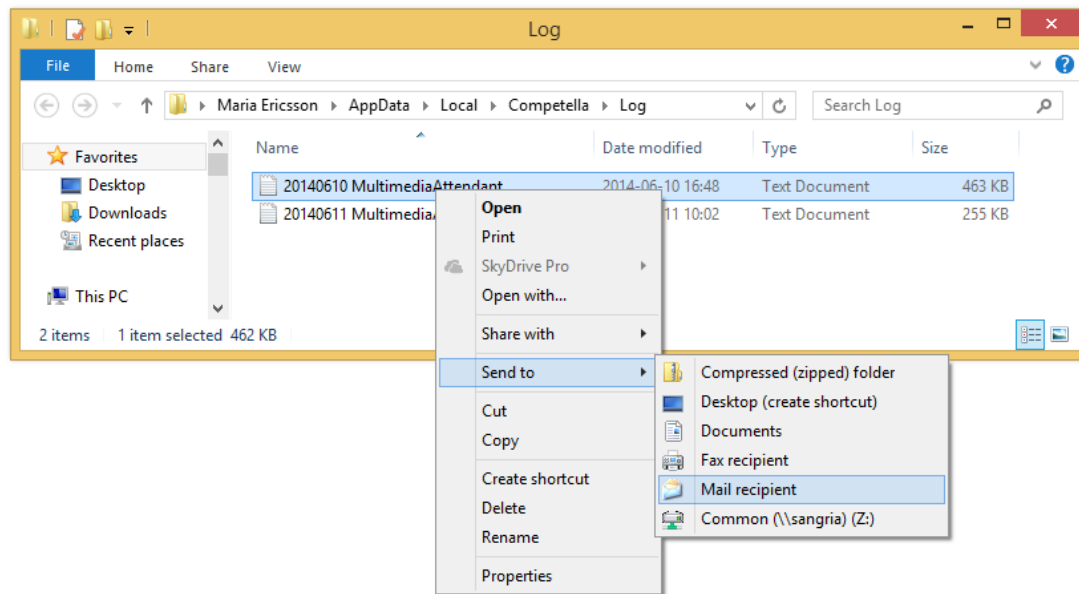 Log
File Home Share View
Maria Ericsson AppData Local Competella Log Search Log
Name Date modified Type Size
Favorites
Desktop
Downloads
Recent places
This PC
20140610 MultimediaAttendant 2014-06-10 16:48 Text Document 463 KB
20140611 Multimedia 11 10:02 Text Document 255 KB
2 items 1 item selected 462 KB
Open
Print
SkyDrive Pro
Open with...
Share with
Send to
Cut
Copy
Create shortcut
Delete
Rename
Properties
Compressed (zipped) folder
Desktop (create shortcut)
Documents
Fax recipient
Mail recipient
Common (\\sangria) (Z:)